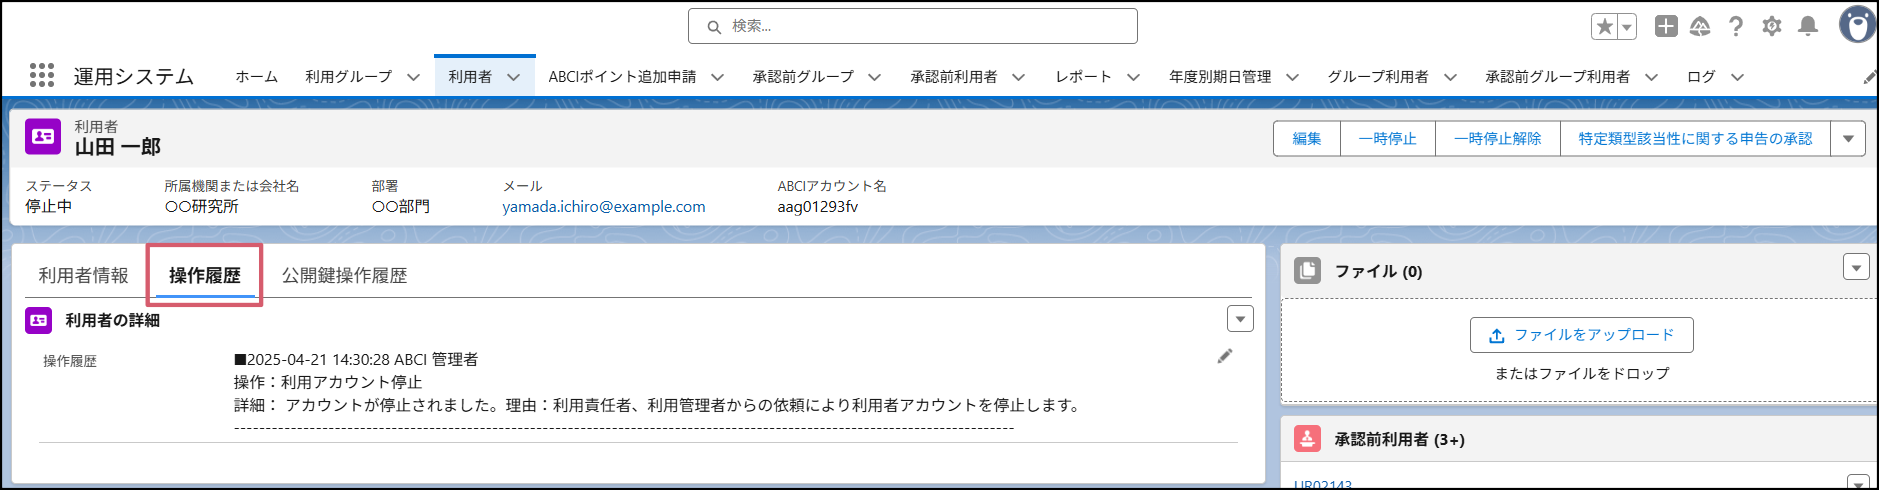 検索...
運用システム
ホーム 利用グループ 利用者 ABCIポイント追加申請 承認前グループ 承認前利用者 レポート 年度別期日管理 グループ利用者 承認前グループ利用者 ログ
利用者
山田 一郎
編集 一時停止 一時停止解除 特定類型該当性に関する申告の承認
ステータス 所属機関または会社名 部署 メール ABCIアカウント名
停止中 〇〇研究所 〇〇部門 yamada.ichiro@example.com aag01293fv
利用者情報 操作履歴 公開鍵操作履歴
利用者の詳細
操作履歴
■2025-04-21 14:30:28 ABCI 管理者
操作：利用アカウント停止
詳細： アカウントが停止されました。理由：利用責任者、利用管理者からの依頼により利用者アカウントを停止します。
--------------------------------------------------------------------------------------------------------------------------------
ファイル (0)
ファイルをアップロード
またはファイルをドロップ
承認前利用者 (3+)
UR02143